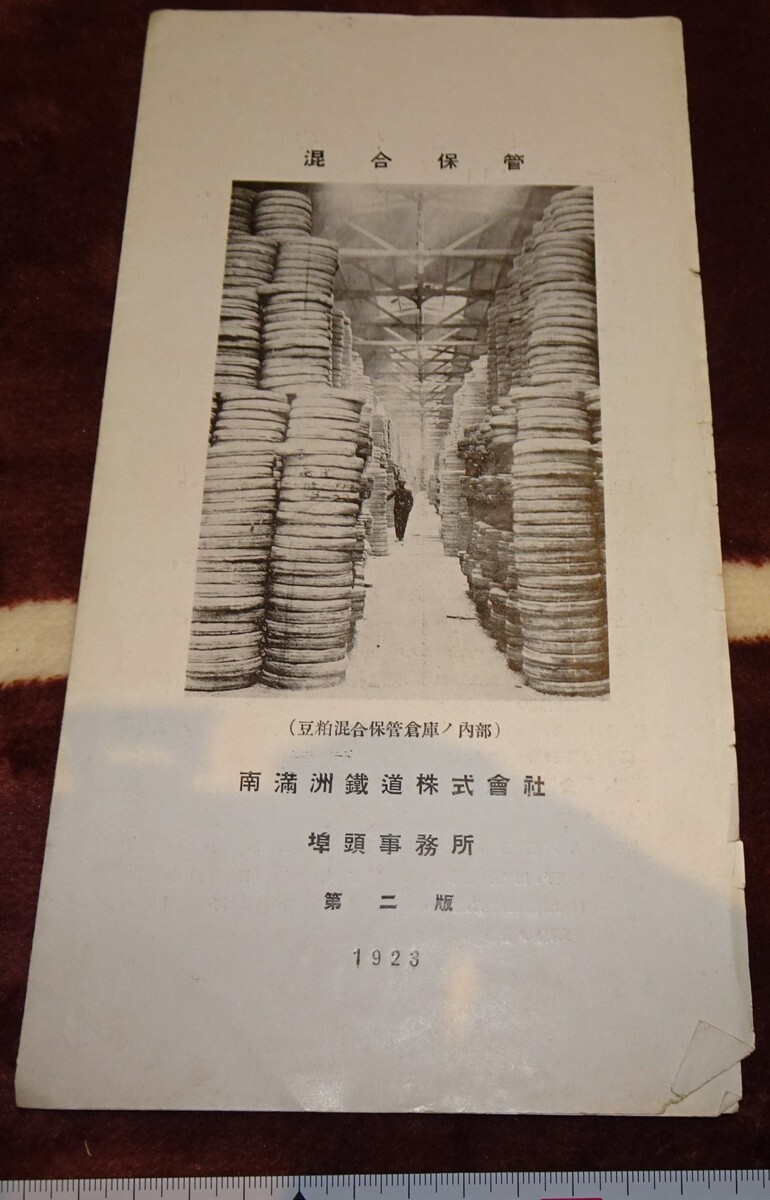 混合保管
(豆粕混合保管倉庫ノ內部)
南滿洲鐵道株式會社
埠頭事務所
第二版
1923